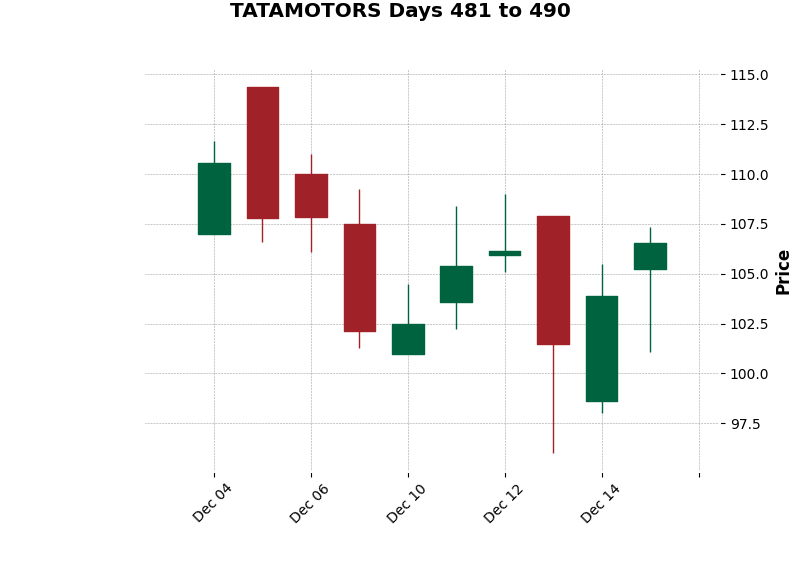 TATAMOTORS Days 481 to 490
115.0
112.5
110.0
107.5
105.0
102.5
100.0
97.5
Price
Dec 04
Dec 06
Dec 10
Dec 12
Dec 14